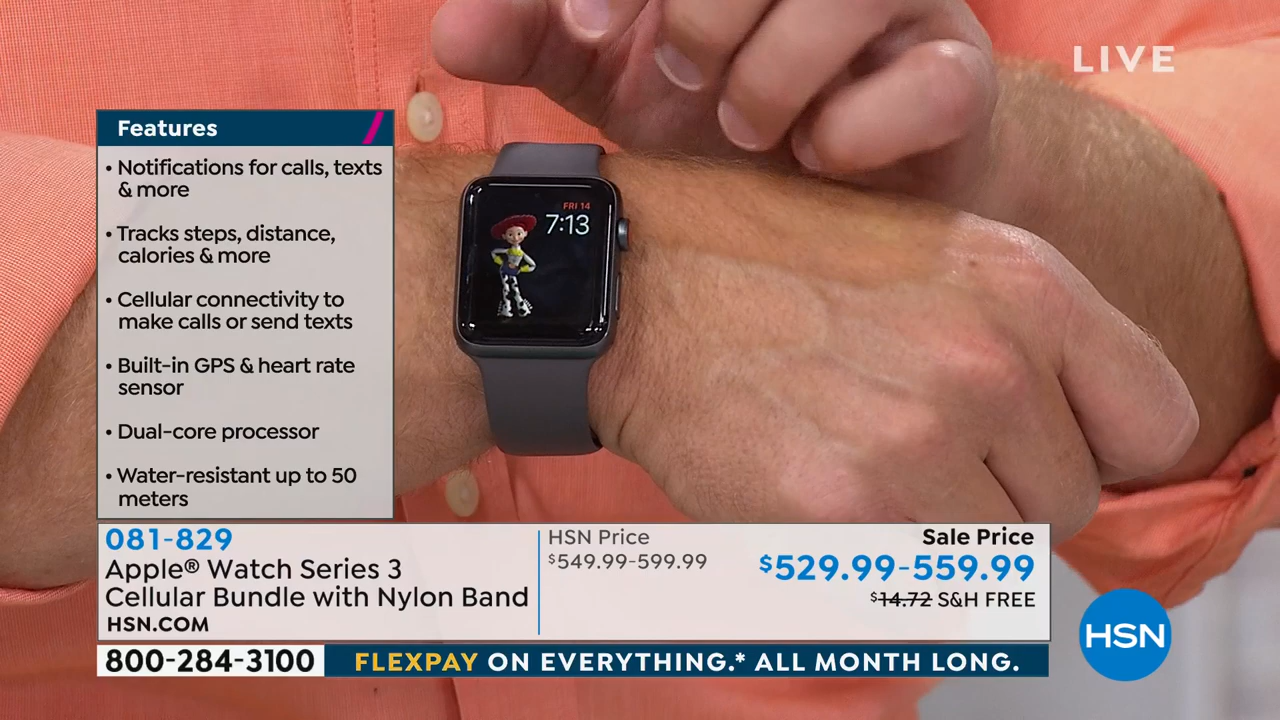 LIVE
Features
• Notifications for calls, texts
& more
• Tracks steps, distance,
calories & more
• Cellular connectivity to
make calls or send texts
• Built-in GPS & heart rate
sensor
• Dual-core processor
• Water-resistant up to 50
meters
FRI 14
7:13
081-829
Apple® Watch Series 3
Cellular Bundle with Nylon Band
HSN.COM
HSN Price
$549.99-599.99
Sale Price
$529.99-559.99
$14.72 S&H FREE
800-284-3100
FLEXPAY ON EVERYTHING.* ALL MONTH LONG.
HSN